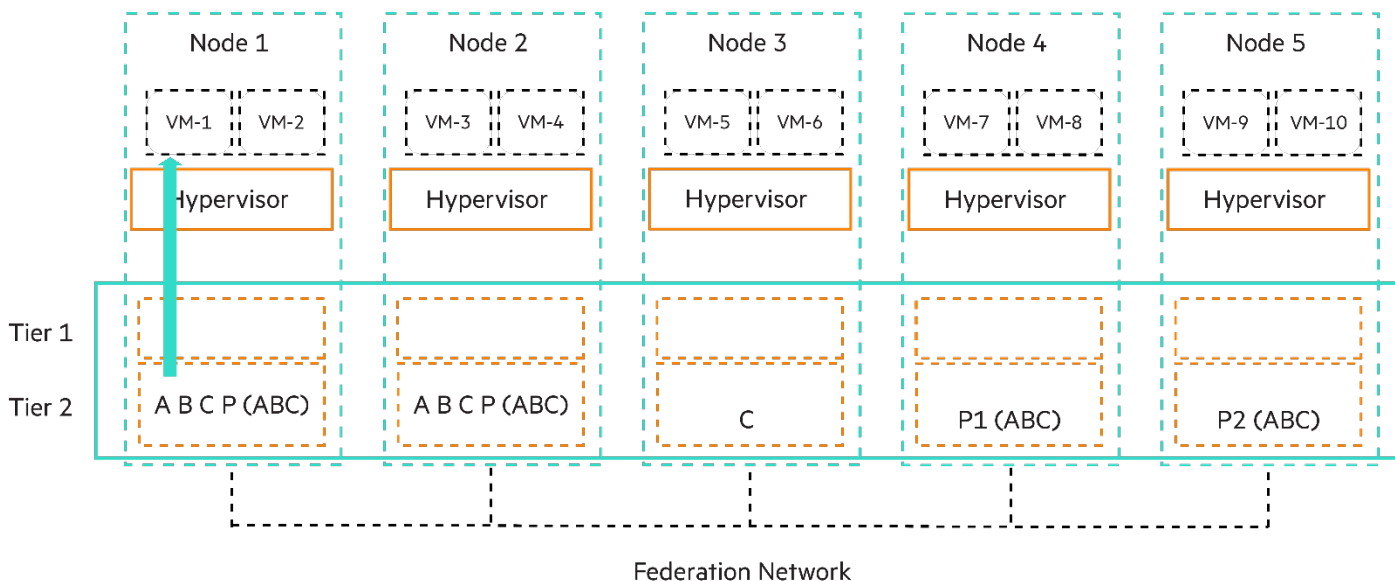 Node 1 Node 2 Node 3 Node 4 Node 5
VM-1 VM-2 VM-3 VM-4 VM-5 VM-6 VM-7 VM-8 VM-9 VM-10
Hypervisor Hypervisor Hypervisor Hypervisor Hypervisor
Tier 1
Tier 2 A B C P (ABC) A B C P (ABC) C P1 (ABC) P2 (ABC)
Federation Network